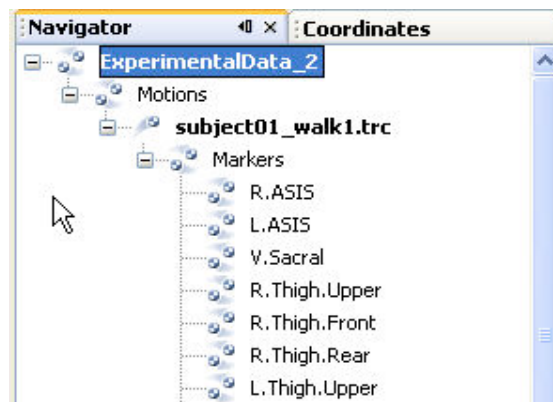 Navigator Coordinates
ExperimentalData_2
Motions
subject01_walk1.trc
Markers
R.ASIS
L.ASIS
V.Sacral
R.Thigh.Upper
R.Thigh.Front
R.Thigh.Rear
L.Thigh.Upper